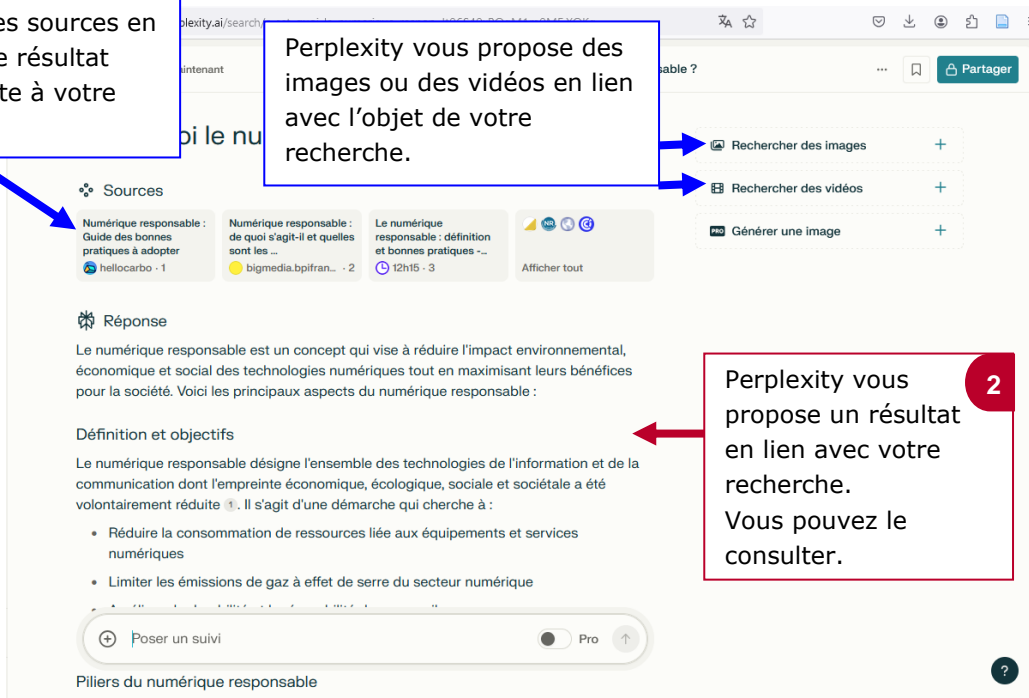 es sources en
e résultat
te à votre
Perplexity vous propose des
images ou des vidéos en lien
avec l'objet de votre
recherche.
plexity.ai/search/
maintenant
sable ?
Partager
oi le nu
Rechercher des images
Rechercher des vidéos
PRO Générer une image
Sources
Numérique responsable :
Guide des bonnes
pratiques à adopter
hellocarbo · 1
Numérique responsable :
de quoi s'agit-il et quelles
sont les ...
bigmedia.bpifran... · 2
Le numérique
responsable : définition
et bonnes pratiques -...
12h15 · 3
NR
Afficher tout
Réponse
Le numérique responsable est un concept qui vise à réduire l'impact environnemental,
économique et social des technologies numériques tout en maximisant leurs bénéfices
pour la société. Voici les principaux aspects du numérique responsable :
Définition et objectifs
Le numérique responsable désigne l'ensemble des technologies de l'information et de la
communication dont l'empreinte économique, écologique, sociale et sociétale a été
volontairement réduite 1. Il s'agit d'une démarche qui cherche à :
• Réduire la consommation de ressources liée aux équipements et services
numériques
• Limiter les émissions de gaz à effet de serre du secteur numérique
Poser un suivi
Pro
Piliers du numérique responsable
Perplexity vous
propose un résultat
en lien avec votre
recherche.
Vous pouvez le
consulter.
2
?